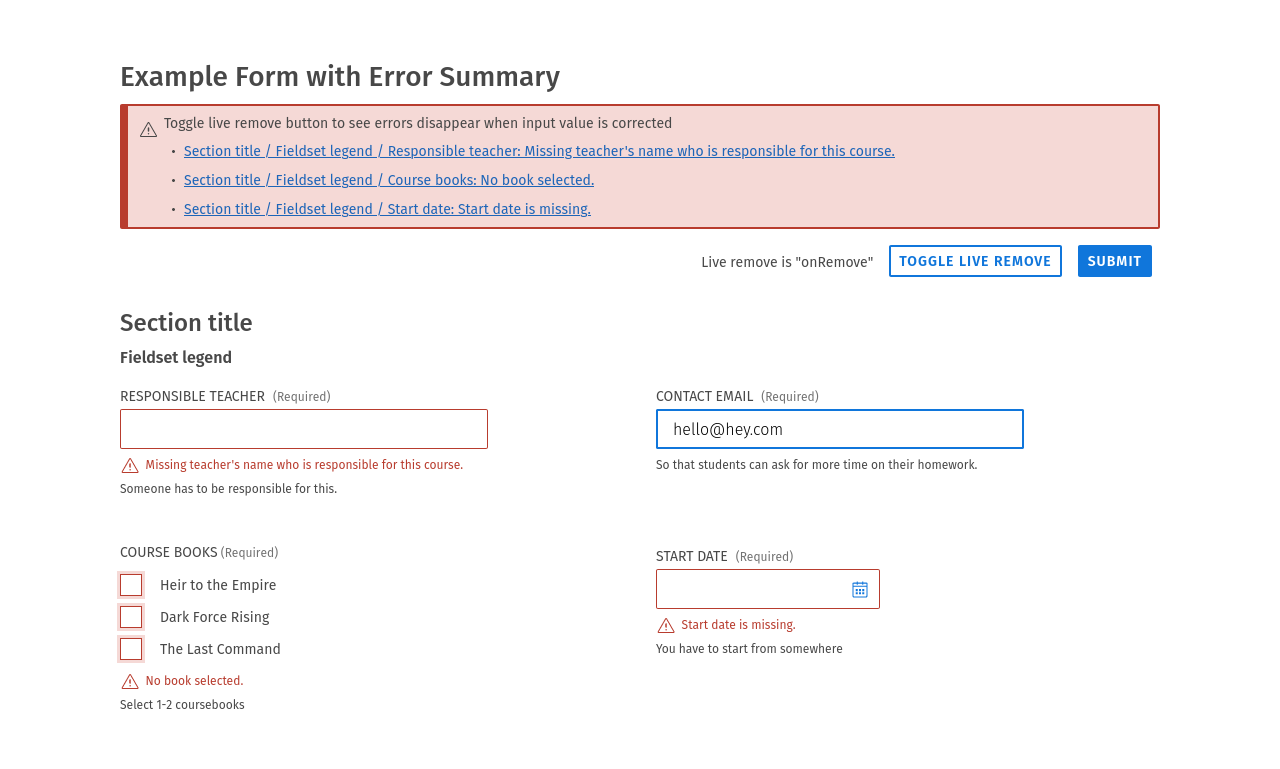 Example Form with Error Summary
Toggle live remove button to see errors disappear when input value is corrected
• Section title / Fieldset legend / Responsible teacher: Missing teacher's name who is responsible for this course.
• Section title / Fieldset legend / Course books: No book selected.
• Section title / Fieldset legend / Start date: Start date is missing.
Live remove is "onRemove" TOGGLE LIVE REMOVE SUBMIT
Section title
Fieldset legend
RESPONSIBLE TEACHER (Required)
Missing teacher's name who is responsible for this course.
Someone has to be responsible for this.
CONTACT EMAIL (Required)
hello@hey.com
So that students can ask for more time on their homework.
COURSE BOOKS (Required)
Heir to the Empire
Dark Force Rising
The Last Command
No book selected.
Select 1-2 coursebooks
START DATE (Required)
Start date is missing.
You have to start from somewhere